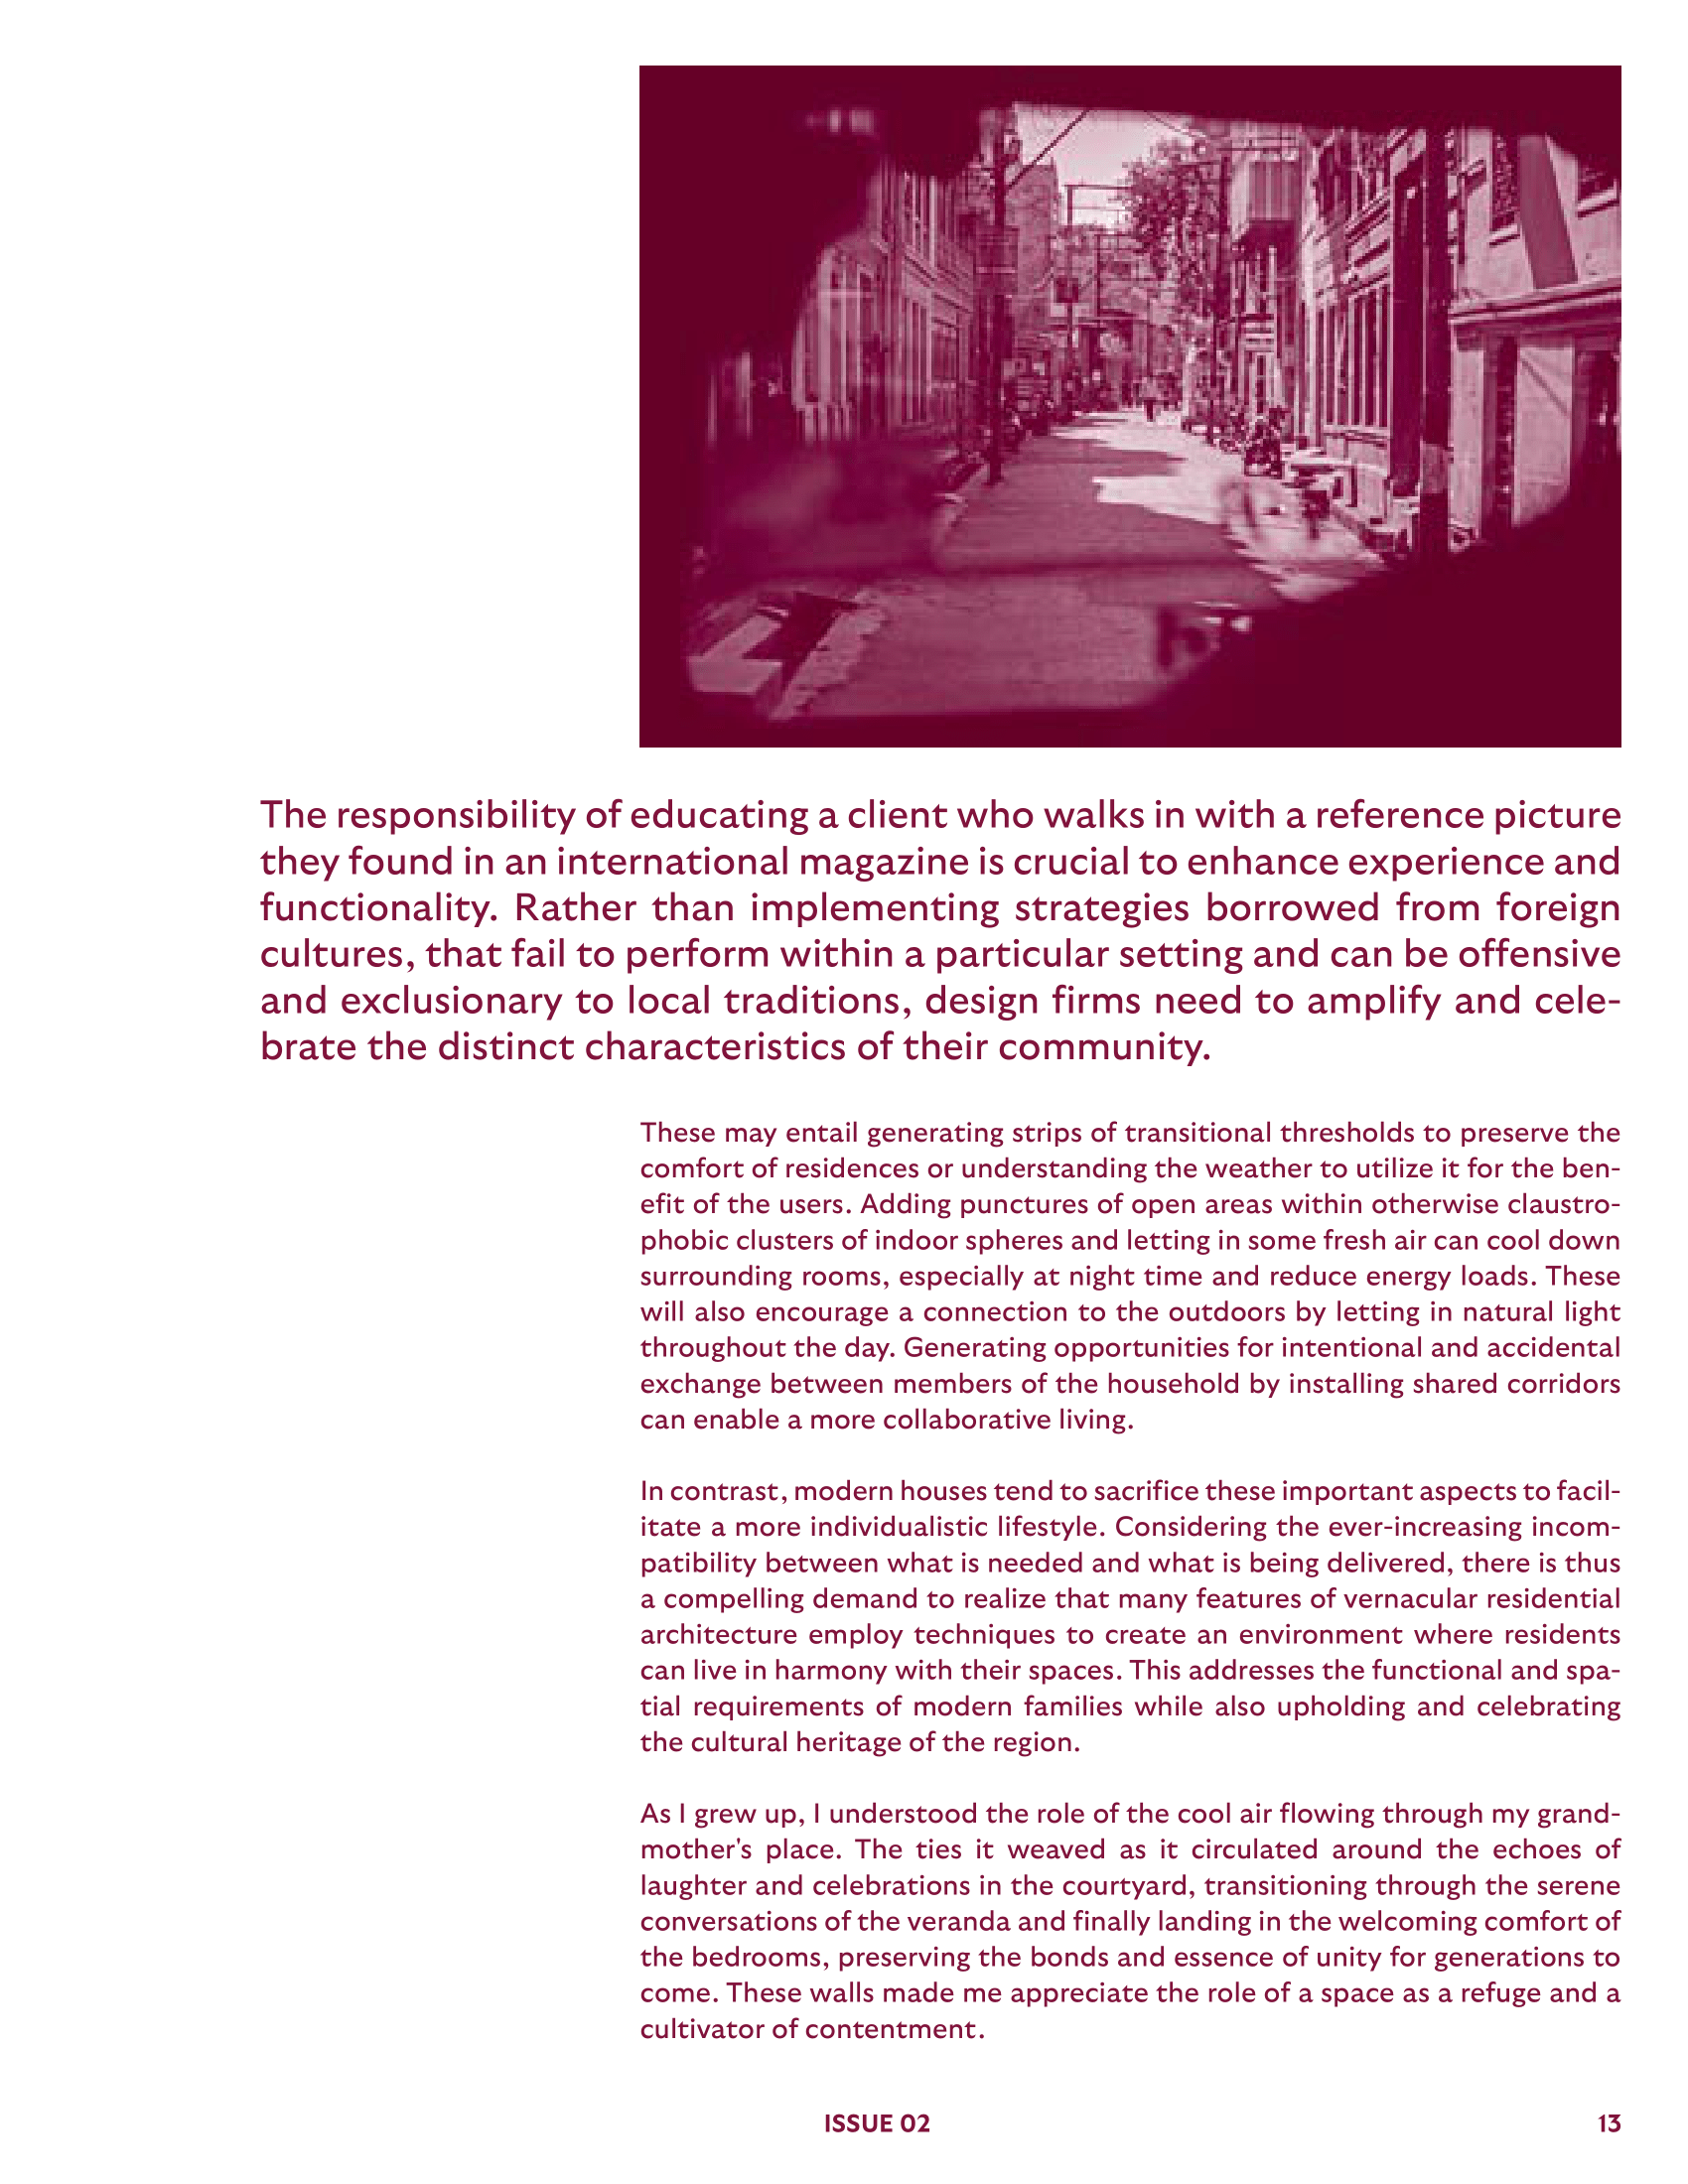 The responsibility of educating a client who walks in with a reference picture
they found in an international magazine is crucial to enhance experience and
functionality. Rather than implementing strategies borrowed from foreign
cultures, that fail to perform within a particular setting and can be offensive
and exclusionary to local traditions, design firms need to amplify and cele-
brate the distinct characteristics of their community.
These may entail generating strips of transitional thresholds to preserve the
comfort of residences or understanding the weather to utilize it for the ben-
efit of the users. Adding punctures of open areas within otherwise claustro-
phobic clusters of indoor spheres and letting in some fresh air can cool down
surrounding rooms, especially at night time and reduce energy loads. These
will also encourage a connection to the outdoors by letting in natural light
throughout the day. Generating opportunities for intentional and accidental
exchange between members of the household by installing shared corridors
can enable a more collaborative living.
In contrast, modern houses tend to sacrifice these important aspects to facil-
itate a more individualistic lifestyle. Considering the ever-increasing incom-
patibility between what is needed and what is being delivered, there is thus
a compelling demand to realize that many features of vernacular residential
architecture employ techniques to create an environment where residents
can live in harmony with their spaces. This addresses the functional and spa-
tial requirements of modern families while also upholding and celebrating
the cultural heritage of the region.
As I grew up, I understood the role of the cool air flowing through my grand-
mother's place. The ties it weaved as it circulated around the echoes of
laughter and celebrations in the courtyard, transitioning through the serene
conversations of the veranda and finally landing in the welcoming comfort of
the bedrooms, preserving the bonds and essence of unity for generations to
come. These walls made me appreciate the role of a space as a refuge and a
cultivator of contentment.
ISSUE 02
13